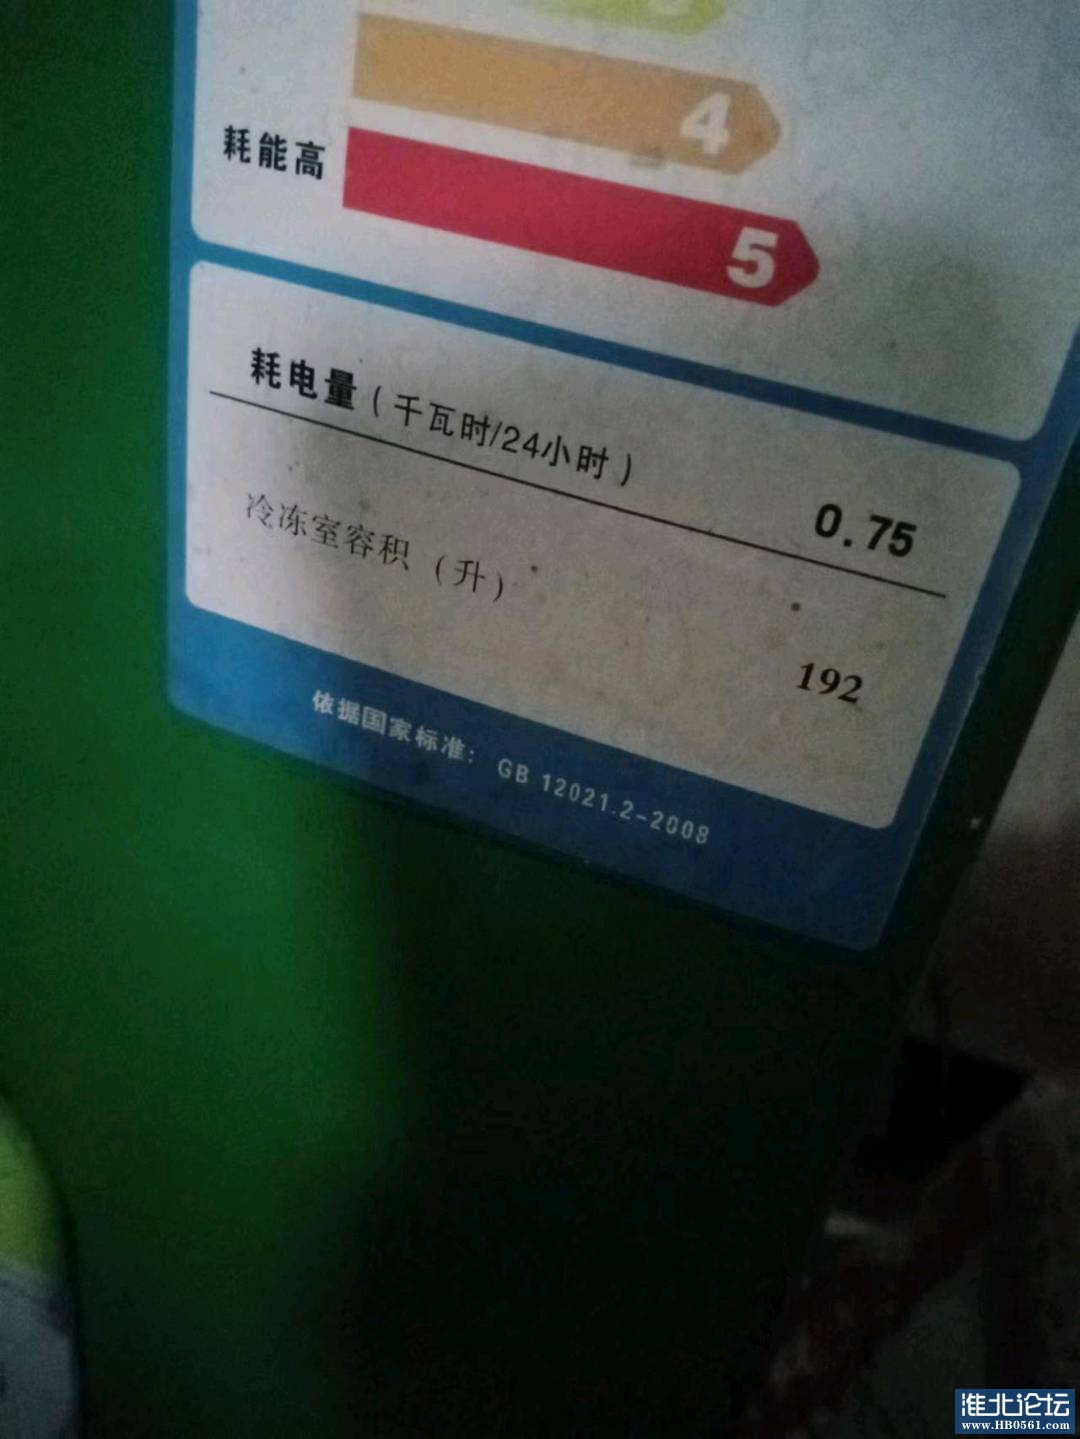 4
耗能高
5
耗电量（千瓦时/24小时） 0.75
冷冻室容积（升） 192
依据国家标准： GB 12021.2-2008
淮北论坛
www.HB0561.com